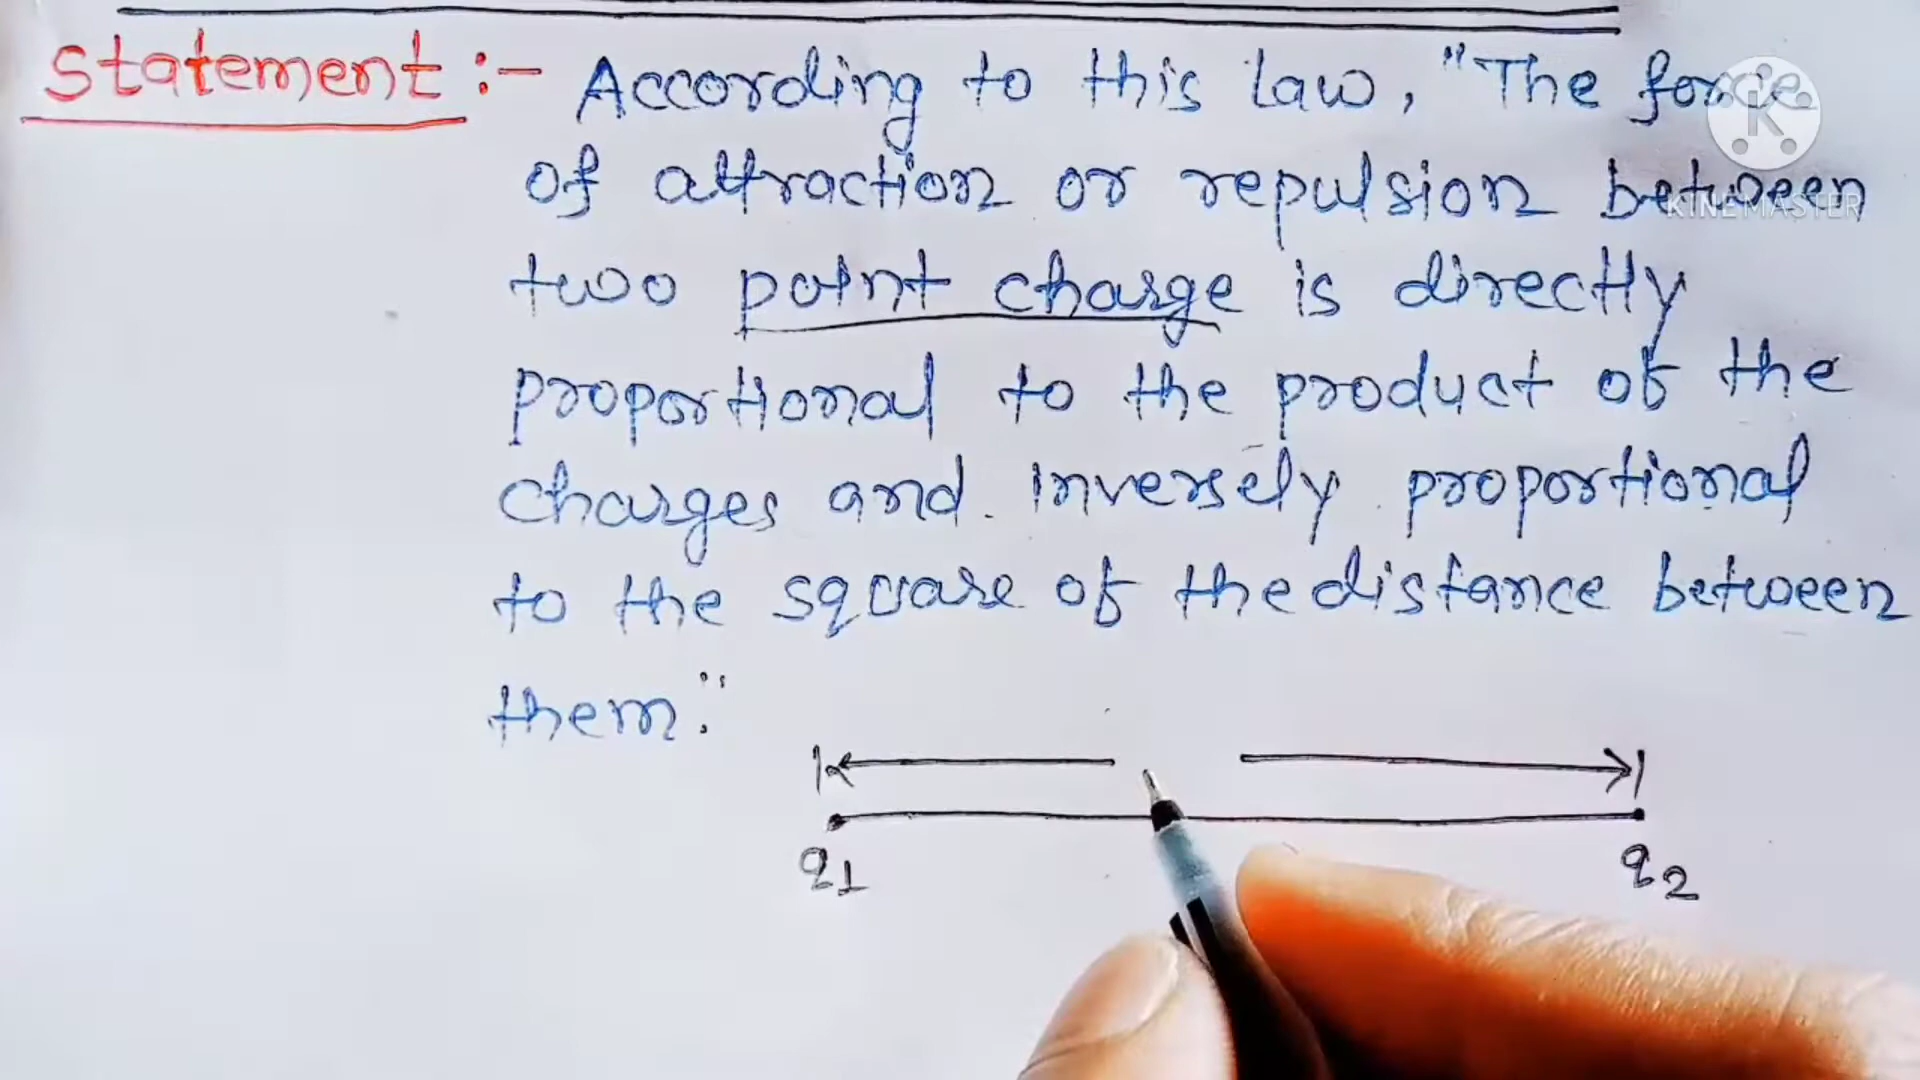 Statement :- According to this law, "The force
of attraction or repulsion between
two point charge is directly
proportional to the product of the
charges and inversely proportional
to the square of the distance between
them."
q1
q2
K
KINEMASTER